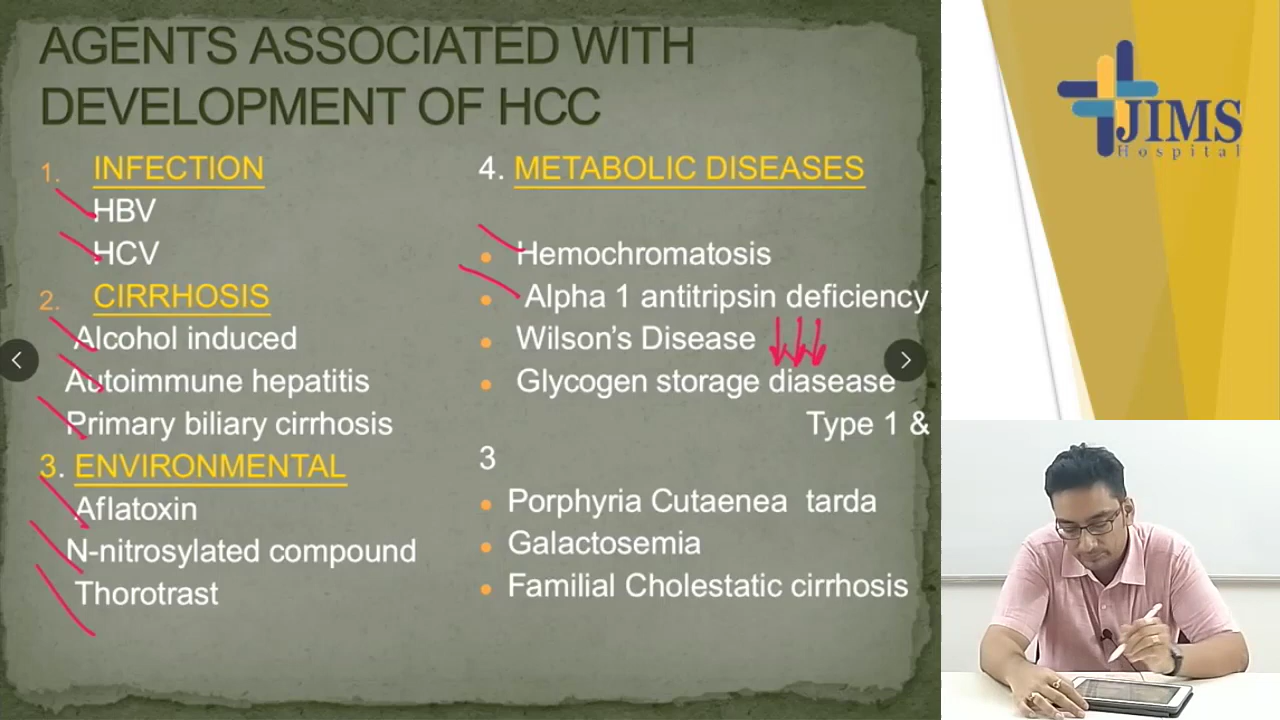 AGENTS ASSOCIATED WITH
DEVELOPMENT OF HCC
1. INFECTION
HBV
HCV
2. CIRRHOSIS
Alcohol induced
Autoimmune hepatitis
Primary biliary cirrhosis
3. ENVIRONMENTAL
Aflatoxin
N-nitrosylated compound
Thorotrast
4. METABOLIC DISEASES
• Hemochromatosis
• Alpha 1 antitripsin deficiency
• Wilson's Disease
• Glycogen storage diasease
Type 1 &
3
• Porphyria Cutaenea tarda
• Galactosemia
• Familial Cholestatic cirrhosis
JIMS
Hospital